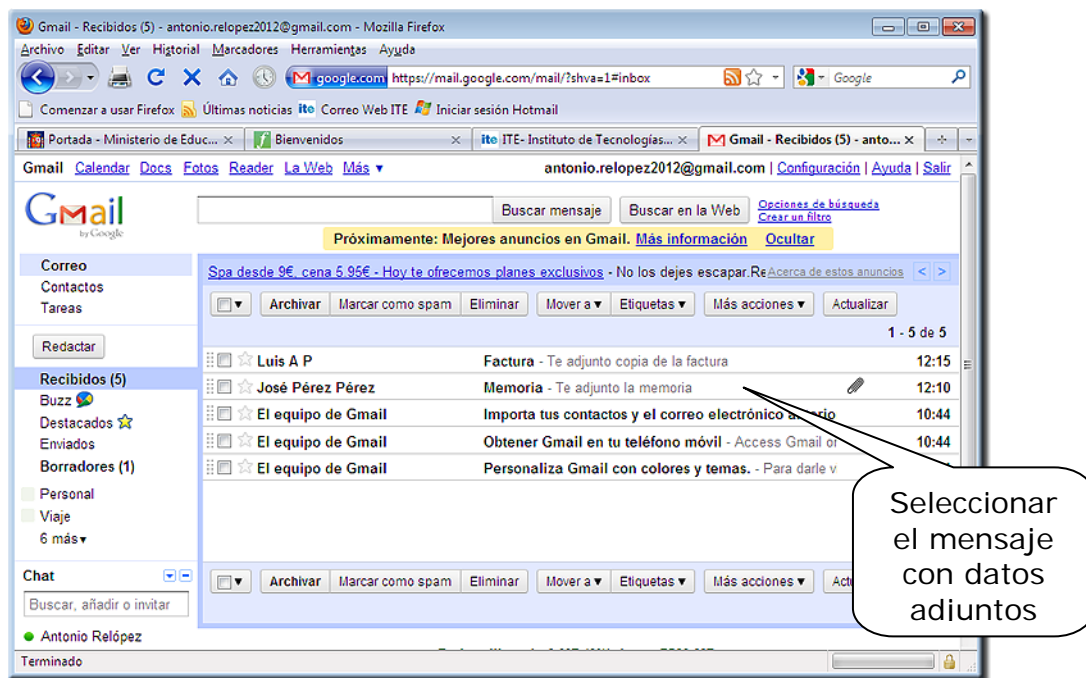 Gmail - Recibidos (5) - antonio.relopez2012@gmail.com - Mozilla Firefox
Archivo Editar Ver Historial Marcadores Herramientas Ayuda
google.com https://mail.google.com/mail/?shva=1#inbox Google
Comenzar a usar Firefox Últimas noticias ite Correo Web ITE Iniciar sesión Hotmail
Portada - Ministerio de Educ... Bienvenidos ite ITE- Instituto de Tecnologías... Gmail - Recibidos (5) - anto...
Gmail Calendar Docs Fotos Reader La Web Más ▾ antonio.relopez2012@gmail.com | Configuración | Ayuda | Salir
Gmail by Google Buscar mensaje Buscar en la Web Opciones de búsqueda
Crear un filtro
Próximamente: Mejores anuncios en Gmail. Más información Ocultar
Correo
Contactos
Tareas
Redactar
Recibidos (5)
Buzz
Destacados
Enviados
Borradores (1)
Personal
Viaje
6 más ▾
Chat
Buscar, añadir o invitar
Antonio Relópez
Spa desde 9€, cena 5.95€ - Hoy te ofrecemos planes exclusivos - No los dejes escapar.Re Acerca de estos anuncios < >
Archivar Marcar como spam Eliminar Mover a ▾ Etiquetas ▾ Más acciones ▾ Actualizar
1 - 5 de 5
Luis A P Factura - Te adjunto copia de la factura 12:15
José Pérez Pérez Memoria - Te adjunto la memoria 12:10
El equipo de Gmail Importa tus contactos y el correo electrónico 10:44
El equipo de Gmail Obtener Gmail en tu teléfono móvil - Access Gmail 10:44
El equipo de Gmail Personaliza Gmail con colores y temas. - Para darle v
Archivar Marcar como spam Eliminar Mover a ▾ Etiquetas ▾ Más acciones ▾
Terminado
Seleccionar
el mensaje
con datos
adjuntos